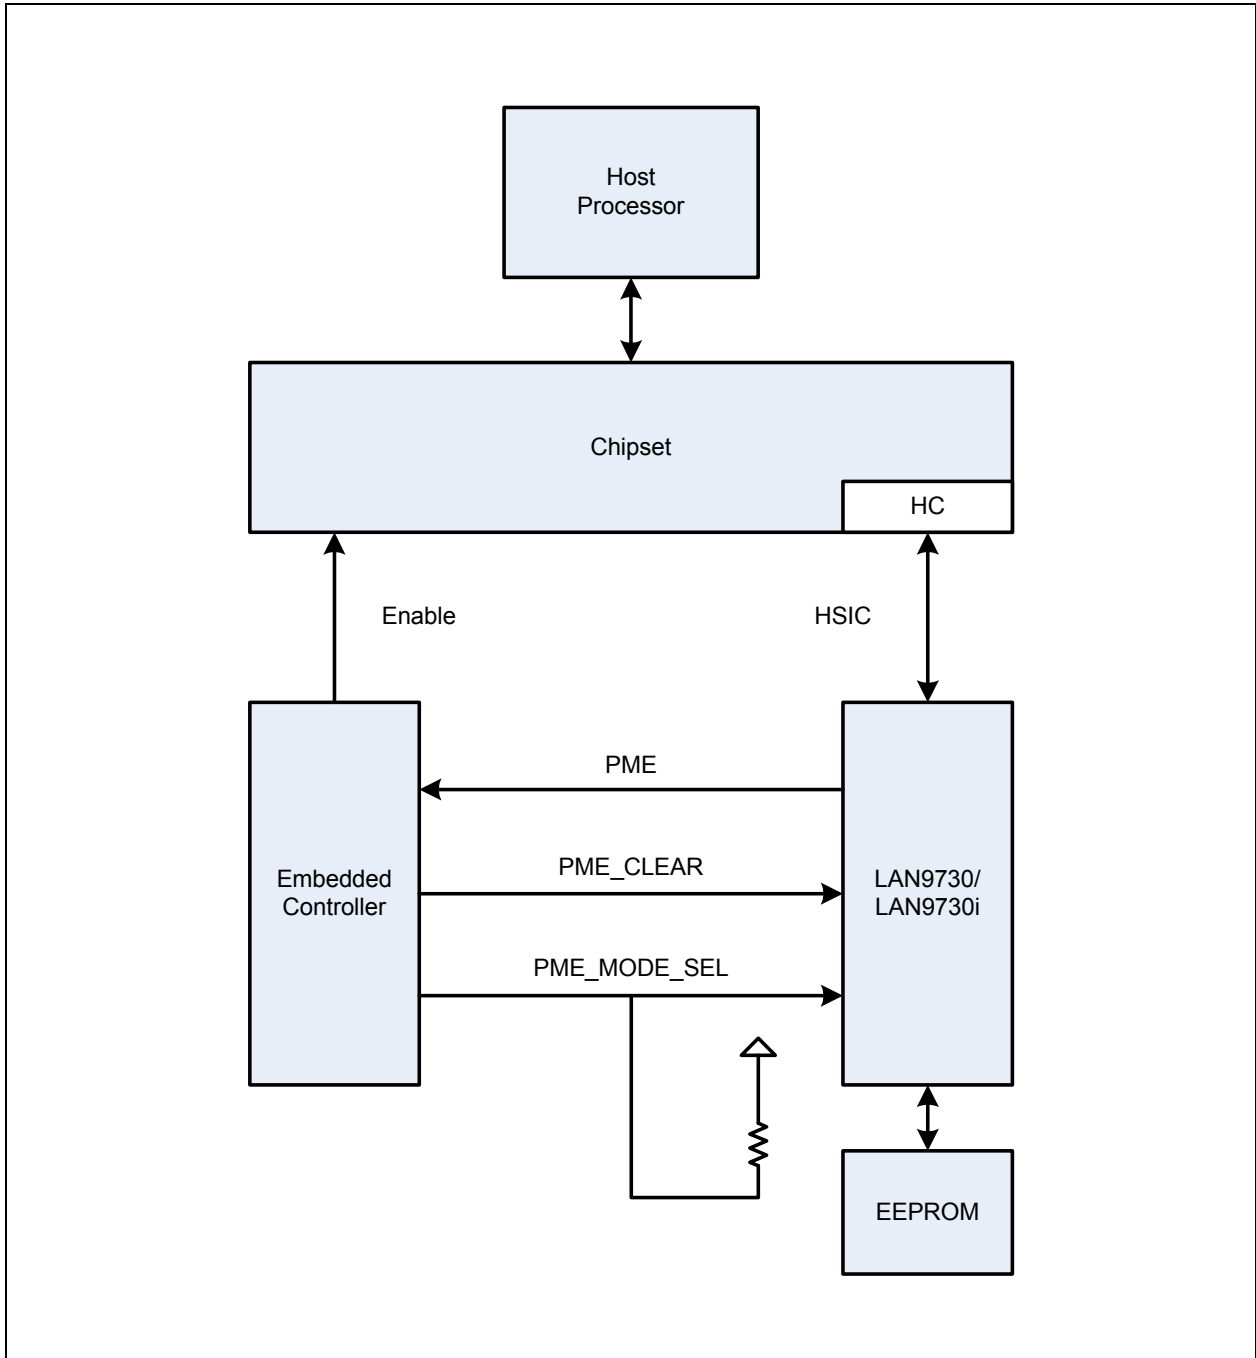 Host
Processor
Chipset
HC
Enable
HSIC
PME
PME_CLEAR
Embedded
Controller
LAN9730/
LAN9730i
PME_MODE_SEL
EEPROM